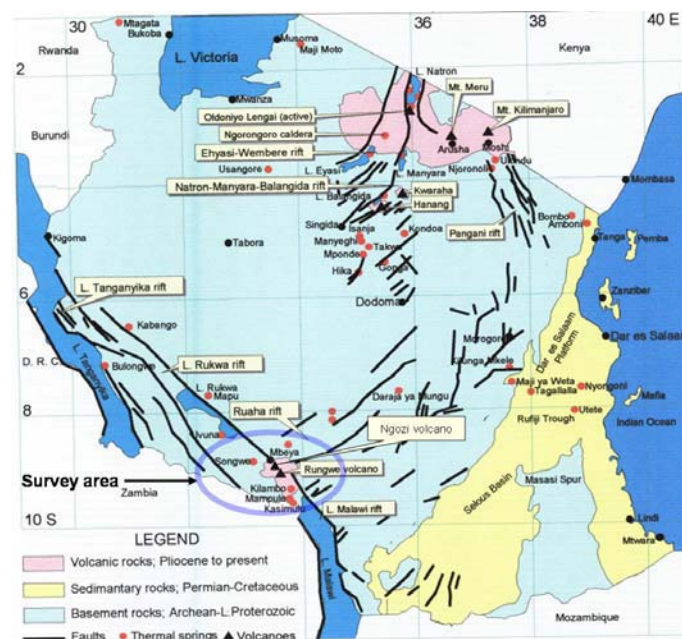 30
36
38
40 E
Mtagata
Bukoba
Musoma
Maji Moto
Rwanda
L. Victoria
Kenya
2
L. Natron
Mt. Meru
Mwanza
Mt. Kilimanjaro
Oldoniyo Lengai (active)
Burundi
Ngorongoro caldera
Arusha
Moshi
Ehyasi-Wembere rift
L. Eyasi
L. Manyara
Usangore
Njoronolo
Mombasa
Natron-Manyara-Balangida rift
Kwaraha
L. Balangida
Hanang
Bombo
Amboni
Kigoma
Singida
Isanja
Kondoa
Pangani rift
Tanga
Pemba
Tabora
Manyeghi
Takwa
Mponde
Gonga
Hika
L. Tanganyika rift
6
Dodoma
Zanzibar
Kabango
Morogoro
Dar es Salaam
Dar es Salaam
Platform
D. R. C.
L. Tanganyika
Bulongwe
L. Rukwa rift
L. Rukwa
Mapu
Daraja ya Mungu
Maji ya Weta
Nyongoni
Tagallalla
Mafia
8
Ruaha rift
Utete
Uvuna
Ngozi volcano
Rufiji Trough
Indian Ocean
Mbeya
Songwe
Rungwe volcano
Survey area
Zambia
Kilambo
Mampulo
Kasimulu
L. Malawi rift
Selous Basin
Masasi Spur
10 S
Lindi
Mtwara
L. Malawi
Mozambique
LEGEND
Volcanic rocks; Pliocene to present
Sedimantary rocks; Permian-Cretaceous
Basement rocks; Archean-L.Proterozoic
Faults
Thermal springs
Volcanoes